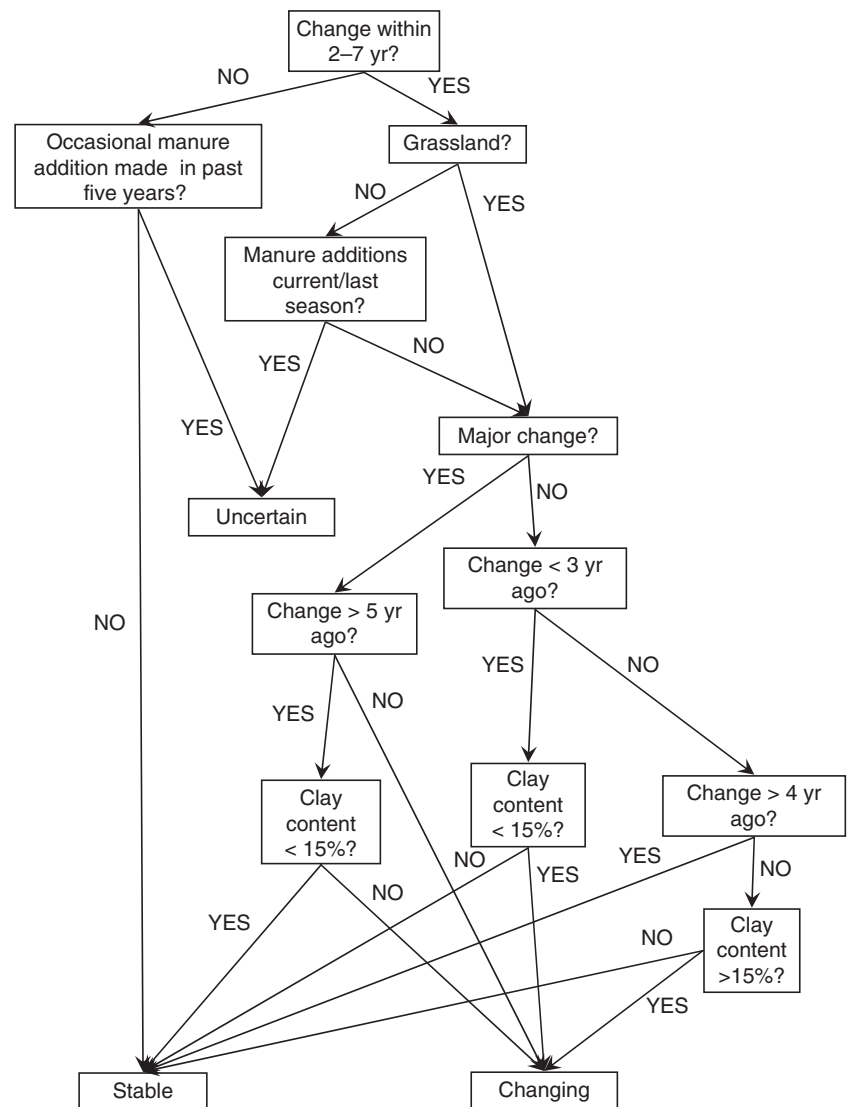 Change within
2–7 yr?
NO
YES
Occasional manure
addition made in past
five years?
Grassland?
NO
YES
Manure additions
current/last
season?
YES
NO
YES
Major change?
YES
NO
Uncertain
Change < 3 yr
ago?
Change > 5 yr
ago?
NO
YES
NO
YES
NO
Clay
content
< 15%?
Clay
content
< 15%?
Change > 4 yr
ago?
YES
NO
NO
YES
YES
NO
Clay
content
>15%?
NO
YES
Stable
Changing